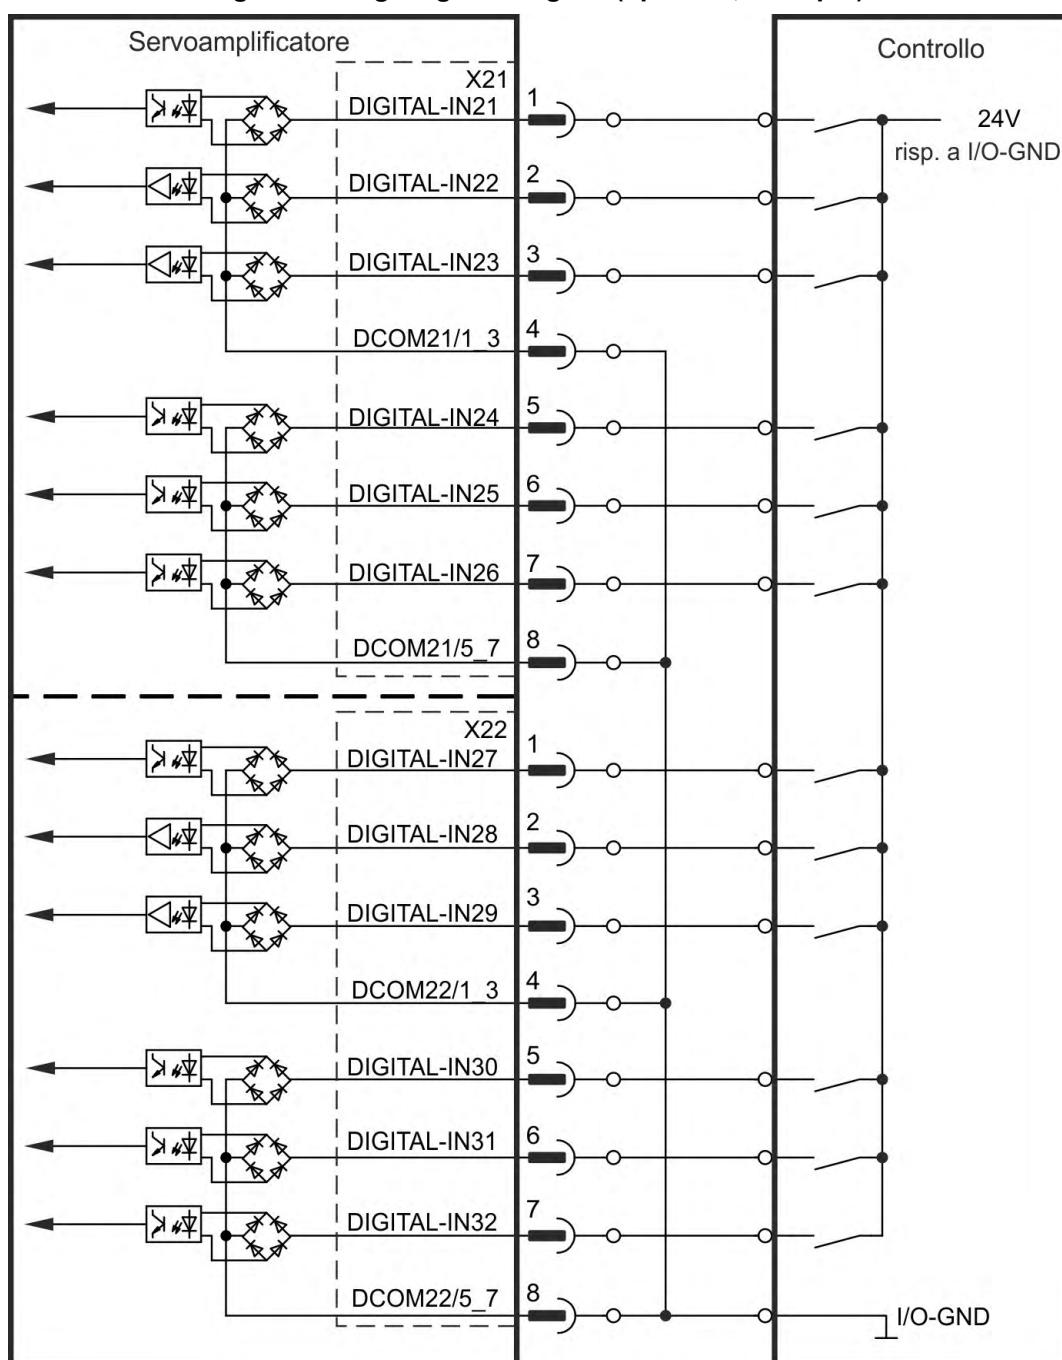 Servoamplificatore
Controllo
X21
DIGITAL-IN21
1
24V
risp. a I/O-GND
DIGITAL-IN22
2
DIGITAL-IN23
3
DCOM21/1_3
4
DIGITAL-IN24
5
DIGITAL-IN25
6
DIGITAL-IN26
7
DCOM21/5_7
8
X22
DIGITAL-IN27
1
DIGITAL-IN28
2
DIGITAL-IN29
3
DCOM22/1_3
4
DIGITAL-IN30
5
DIGITAL-IN31
6
DIGITAL-IN32
7
DCOM22/5_7
8
I/O-GND